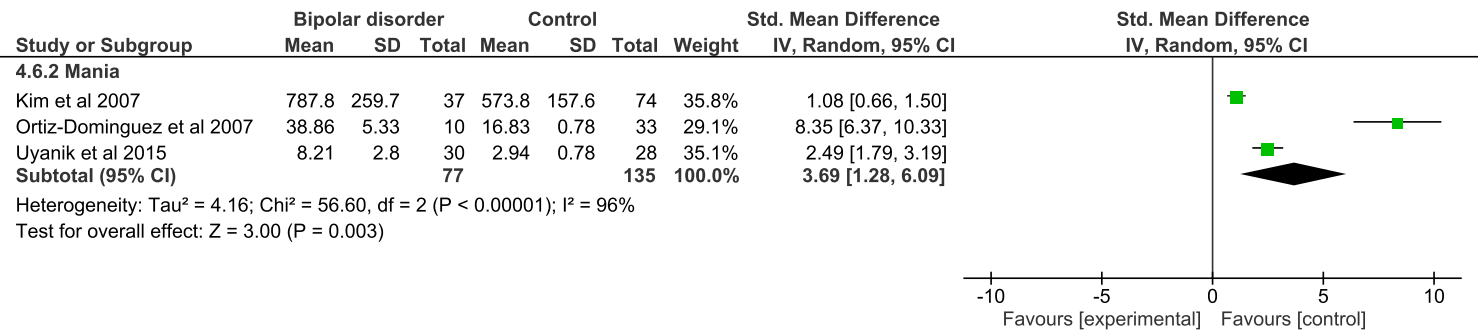 Bipolar disorder Control Std. Mean Difference Std. Mean Difference
Study or Subgroup Mean SD Total Mean SD Total Weight IV, Random, 95% CI IV, Random, 95% CI
4.6.2 Mania
Kim et al 2007 787.8 259.7 37 573.8 157.6 74 35.8% 1.08 [0.66, 1.50]
Ortiz-Dominguez et al 2007 38.86 5.33 10 16.83 0.78 33 29.1% 8.35 [6.37, 10.33]
Uyanik et al 2015 8.21 2.8 30 2.94 0.78 28 35.1% 2.49 [1.79, 3.19]
Subtotal (95% CI) 77 135 100.0% 3.69 [1.28, 6.09]
Heterogeneity: Tau² = 4.16; Chi² = 56.60, df = 2 (P < 0.00001); I² = 96%
Test for overall effect: Z = 3.00 (P = 0.003)
-10 -5 0 5 10
Favours [experimental] Favours [control]